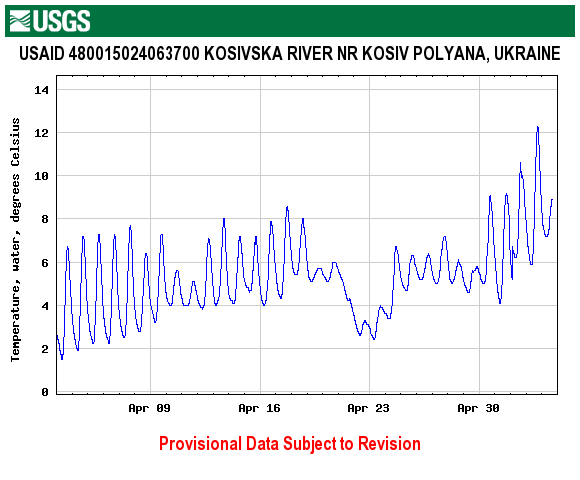 USGS
USAID 480015024063700 KOSIVSKA RIVER NR KOSIV POLYANA, UKRAINE
Temperature, water, degrees Celsius
14
12
10
8
6
4
2
0
Apr 09 Apr 16 Apr 23 Apr 30
Provisional Data Subject to Revision